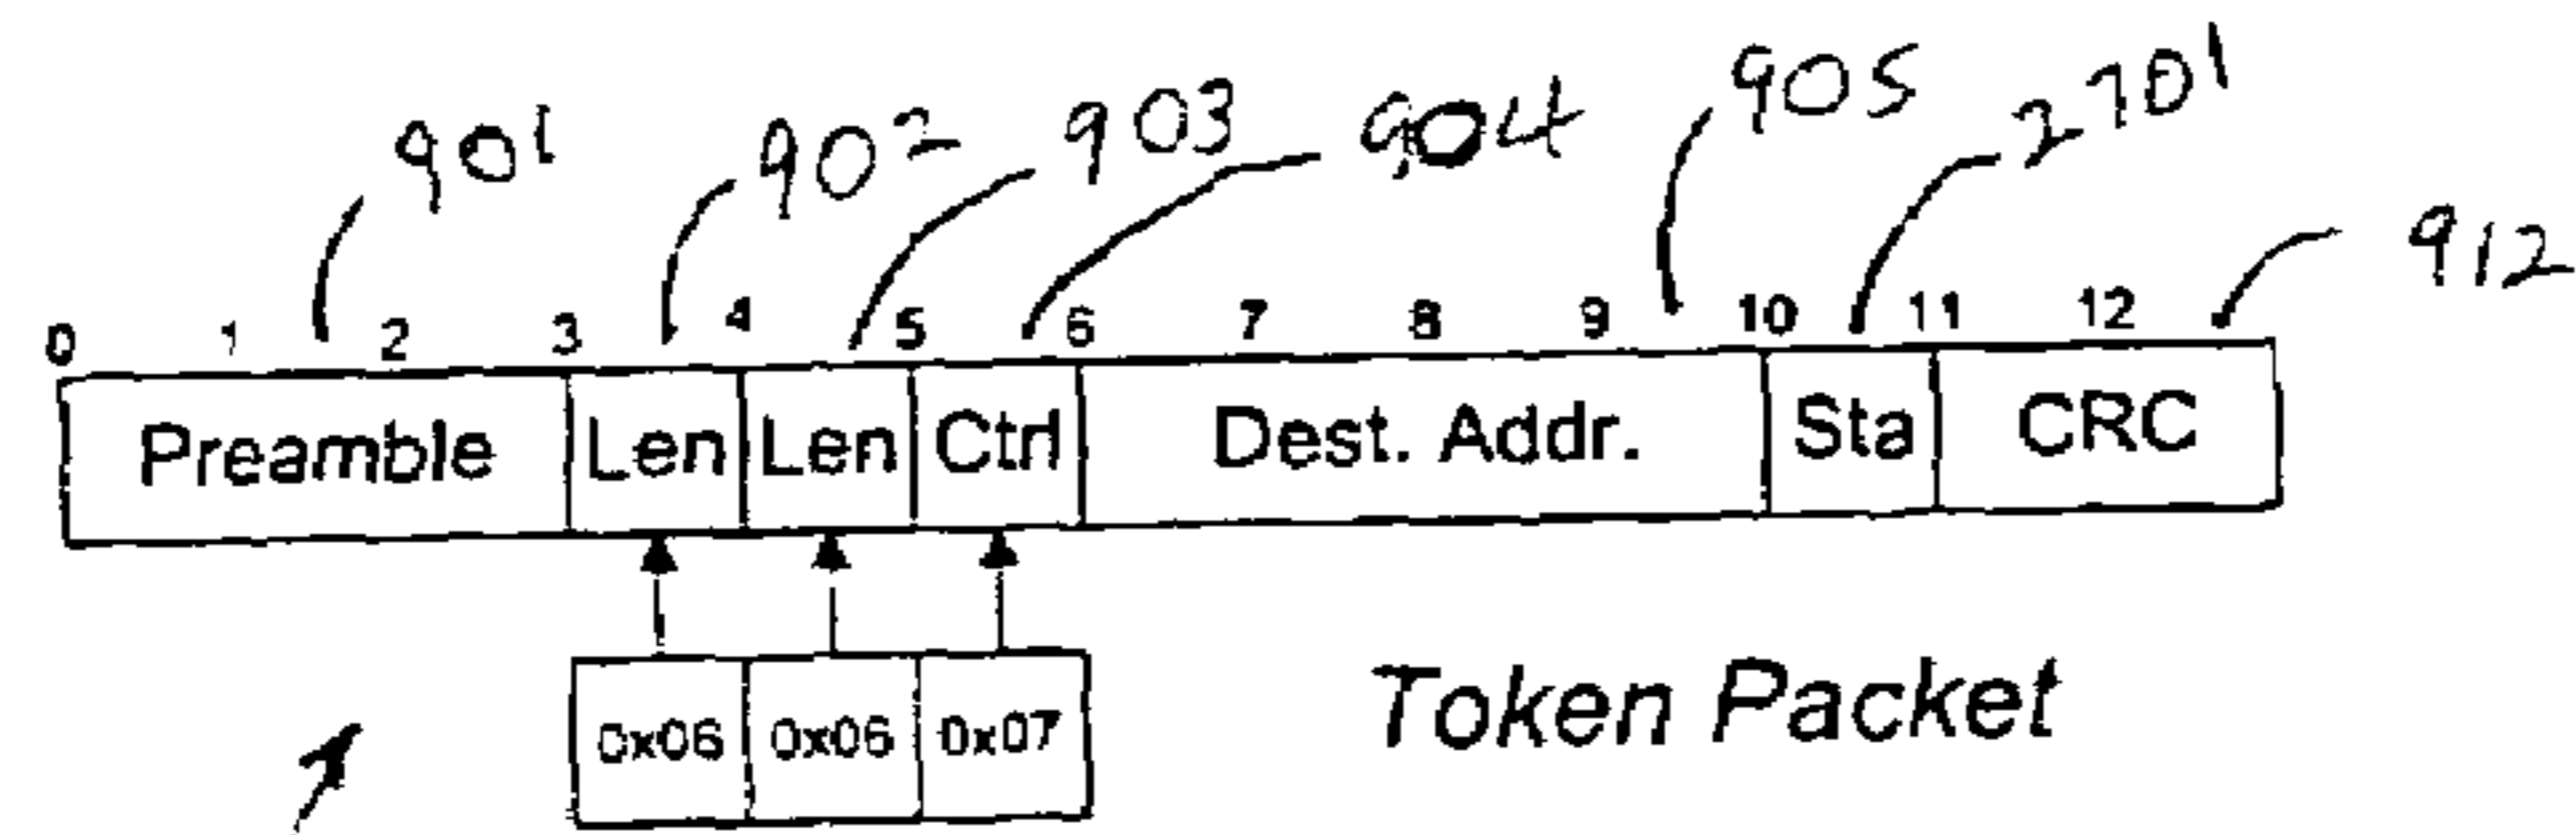 901 902 903 904 905 2701 912
0 1 2 3 4 5 6 7 8 9 10 11 12
Preamble Len Len Ctrl Dest. Addr. Sta CRC
0x06 0x06 0x07
Token Packet